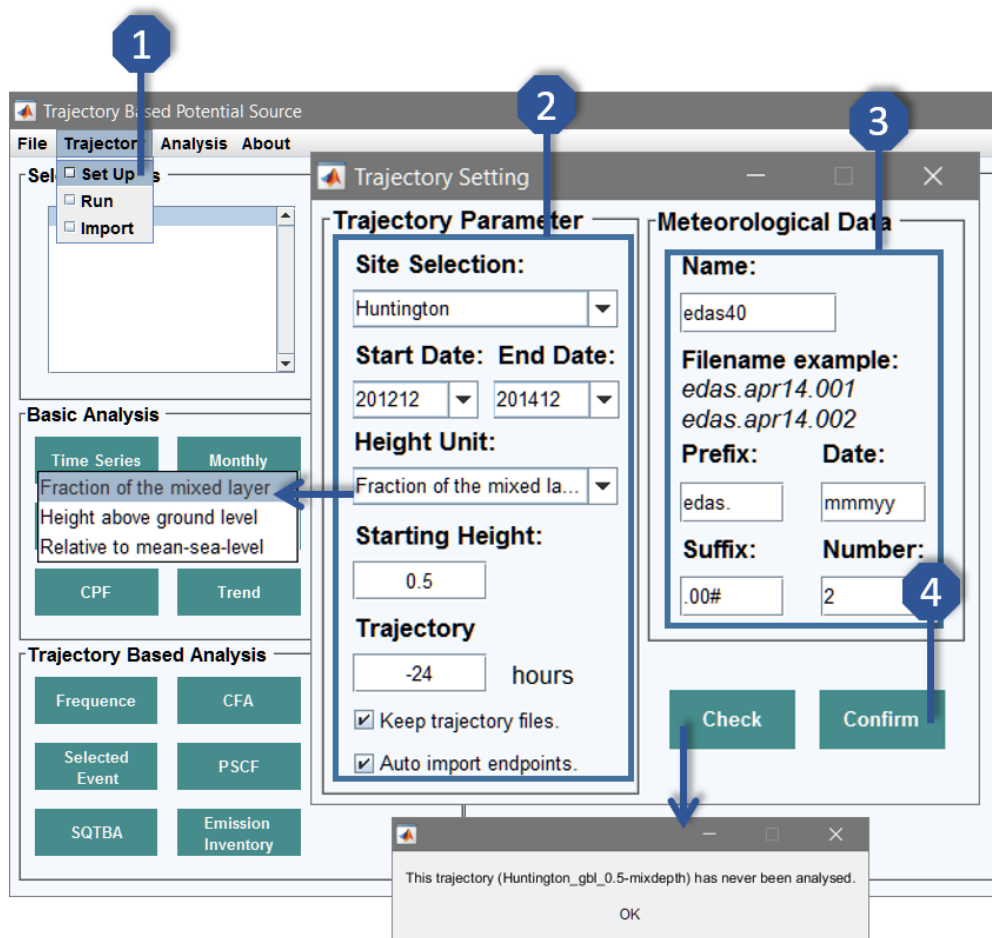 1
2
3
4
Trajectory Based Potential Source
File Trajectory Analysis About
Set Up
Run
Import
Basic Analysis
Time Series Monthly
Fraction of the mixed layer
Height above ground level
Relative to mean-sea-level
CPF Trend
Trajectory Based Analysis
Frequence CFA
Selected
Event
PSCF
SQTBA
Emission
Inventory
Trajectory Setting
Trajectory Parameter
Site Selection:
Huntington
Start Date: End Date:
201212 201412
Height Unit:
Fraction of the mixed la...
Starting Height:
0.5
Trajectory
-24 hours
Keep trajectory files.
Auto import endpoints.
Meteorological Data
Name:
edas40
Filename example:
edas.apr14.001
edas.apr14.002
Prefix: Date:
edas. mmmyy
Suffix: Number:
.00# 2
Check Confirm
This trajectory (Huntington_gbl_0.5-mixdepth) has never been analysed.
OK